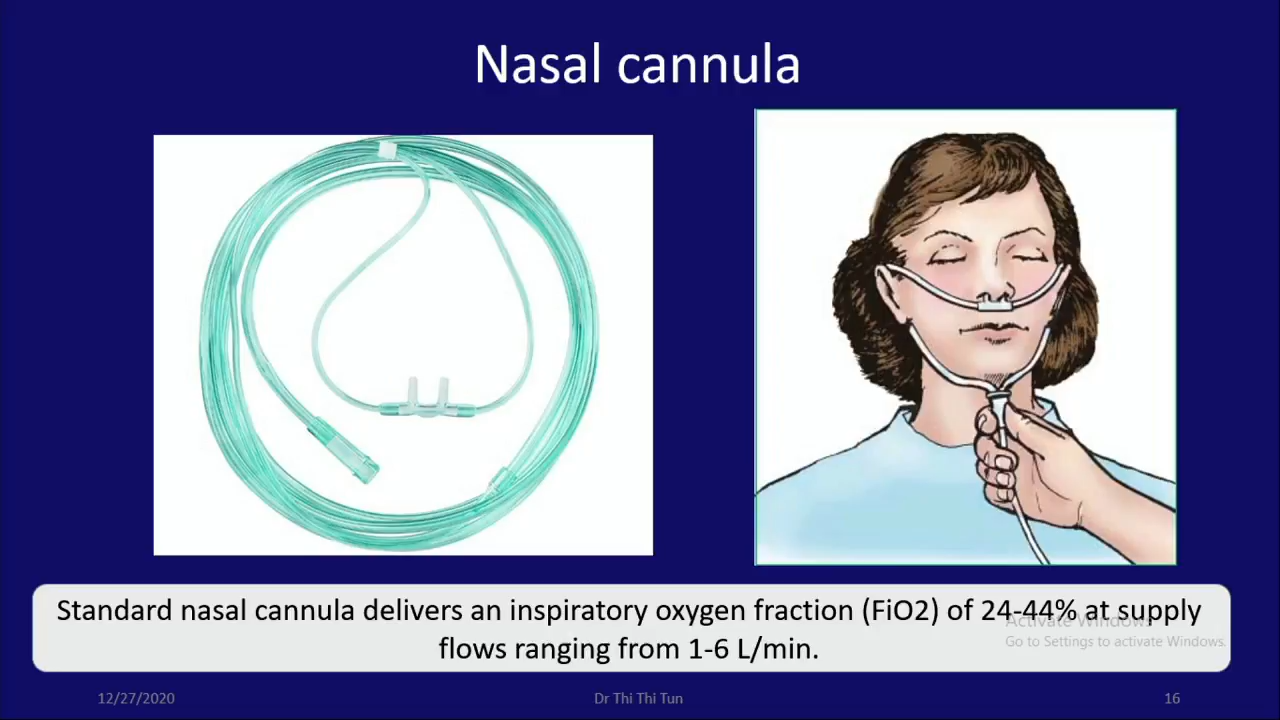 Nasal cannula
Standard nasal cannula delivers an inspiratory oxygen fraction (FiO2) of 24-44% at supply
flows ranging from 1-6 L/min.
Activate Windows
Go to Settings to activate Windows.
12/27/2020
Dr Thi Thi Tun
16